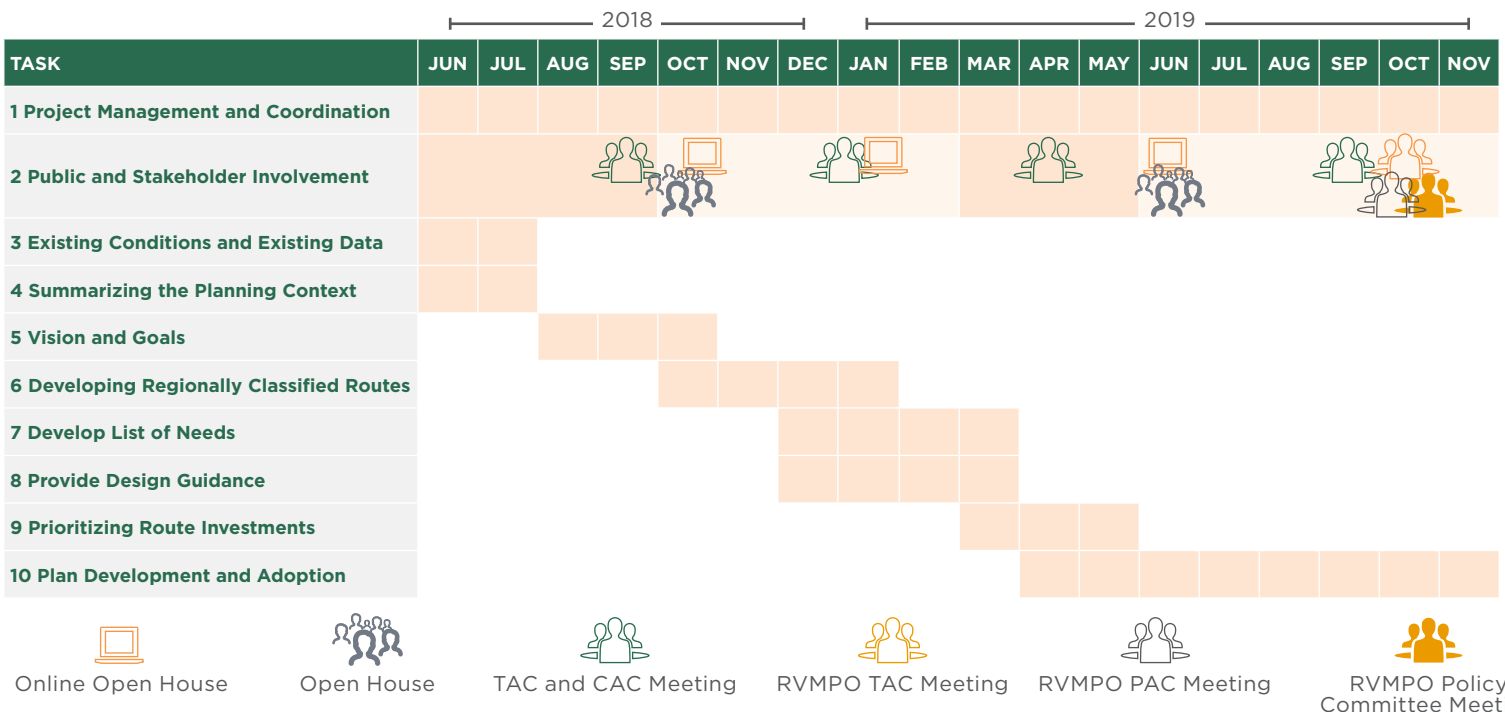 2018 2019
TASK JUN JUL AUG SEP OCT NOV DEC JAN FEB MAR APR MAY JUN JUL AUG SEP OCT NOV
1 Project Management and Coordination
2 Public and Stakeholder Involvement
3 Existing Conditions and Existing Data
4 Summarizing the Planning Context
5 Vision and Goals
6 Developing Regionally Classified Routes
7 Develop List of Needs
8 Provide Design Guidance
9 Prioritizing Route Investments
10 Plan Development and Adoption
Online Open House
Open House
TAC and CAC Meeting
RVMPO TAC Meeting
RVMPO PAC Meeting
RVMPO Policy
Committee Meet